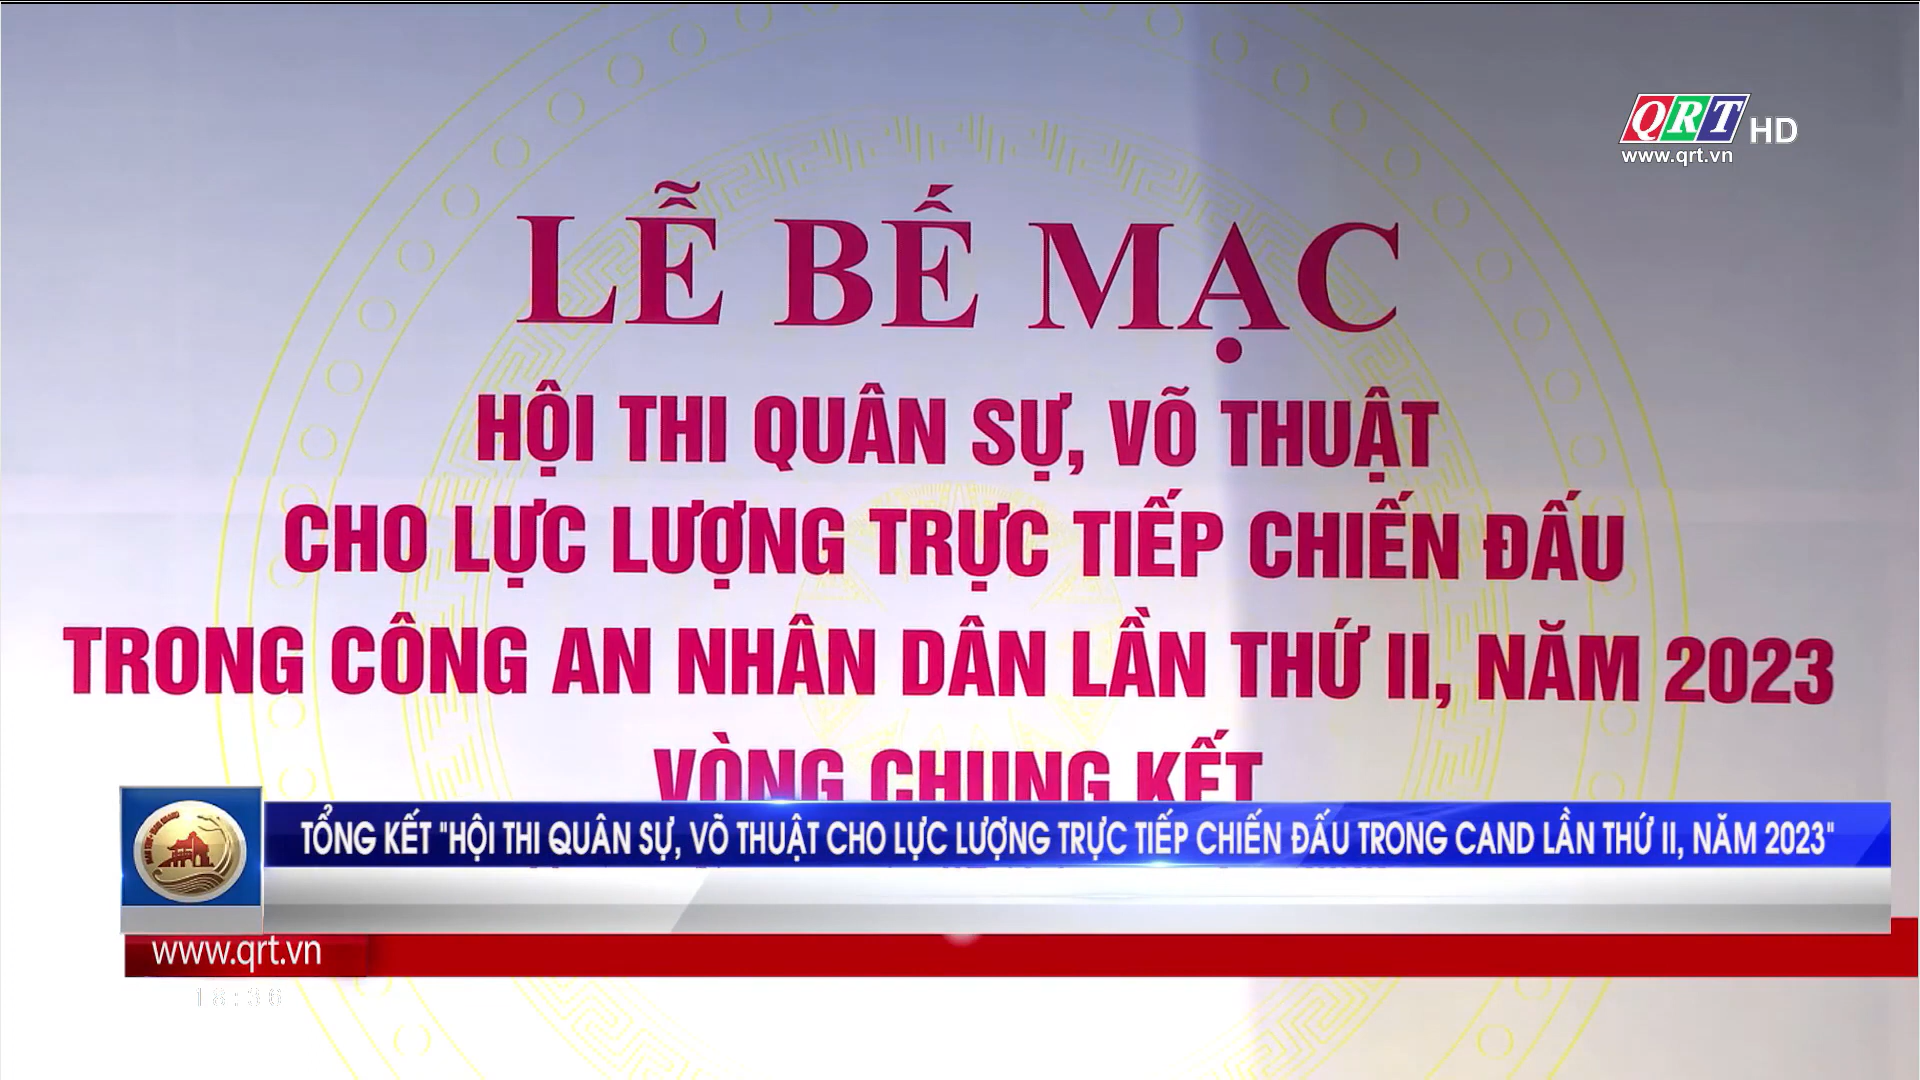 QRT HD
www.qrt.vn
LỄ BẾ MẠC
HỘI THI QUÂN SỰ, VÕ THUẬT
CHO LỰC LƯỢNG TRỰC TIẾP CHIẾN ĐẤU
TRONG CÔNG AN NHÂN DÂN LẦN THỨ II, NĂM 2023
VÒNG CHUNG KẾT
TỔNG KẾT "HỘI THI QUÂN SỰ, VÕ THUẬT CHO LỰC LƯỢNG TRỰC TIẾP CHIẾN ĐẤU TRONG CAND LẦN THỨ II, NĂM 2023"
www.qrt.vn
18:36